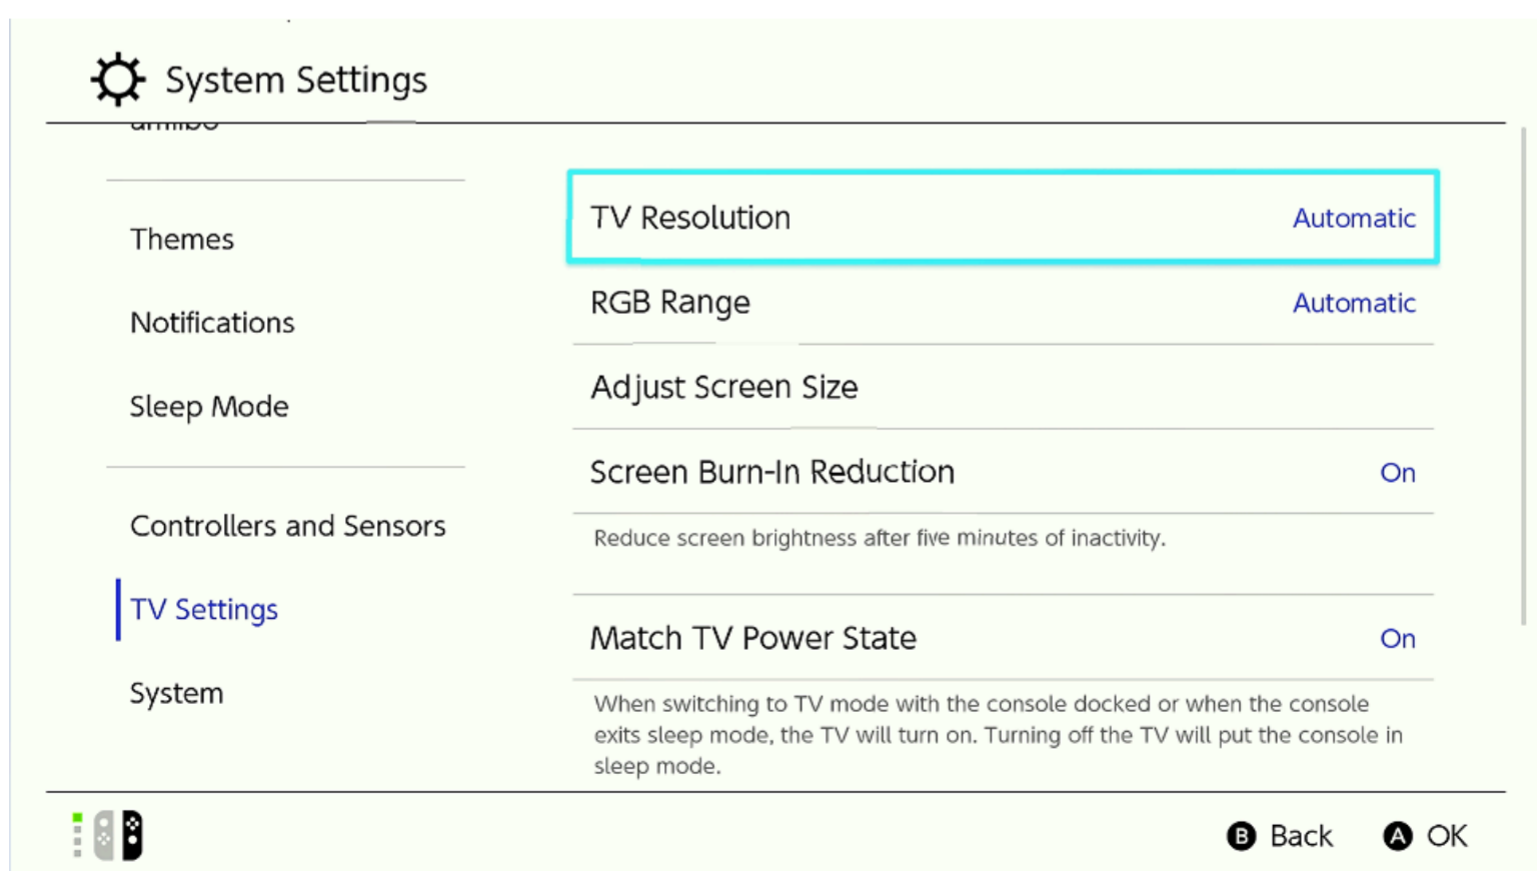 System Settings
amiibo
Themes
Notifications
Sleep Mode
Controllers and Sensors
TV Settings
System
TV Resolution Automatic
RGB Range Automatic
Adjust Screen Size
Screen Burn-In Reduction On
Reduce screen brightness after five minutes of inactivity.
Match TV Power State On
When switching to TV mode with the console docked or when the console
exits sleep mode, the TV will turn on. Turning off the TV will put the console in
sleep mode.
B Back A OK